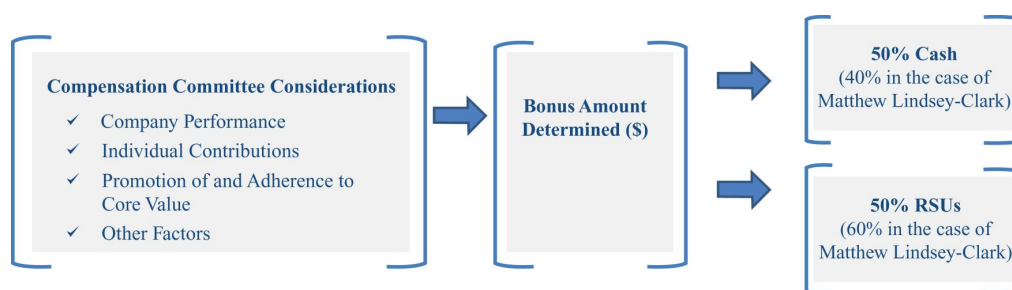 Compensation Committee Considerations
✓ Company Performance
✓ Individual Contributions
✓ Promotion of and Adherence to
Core Value
✓ Other Factors
Bonus Amount
Determined ($)
50% Cash
(40% in the case of
Matthew Lindsey-Clark)
50% RSUs
(60% in the case of
Matthew Lindsey-Clark)